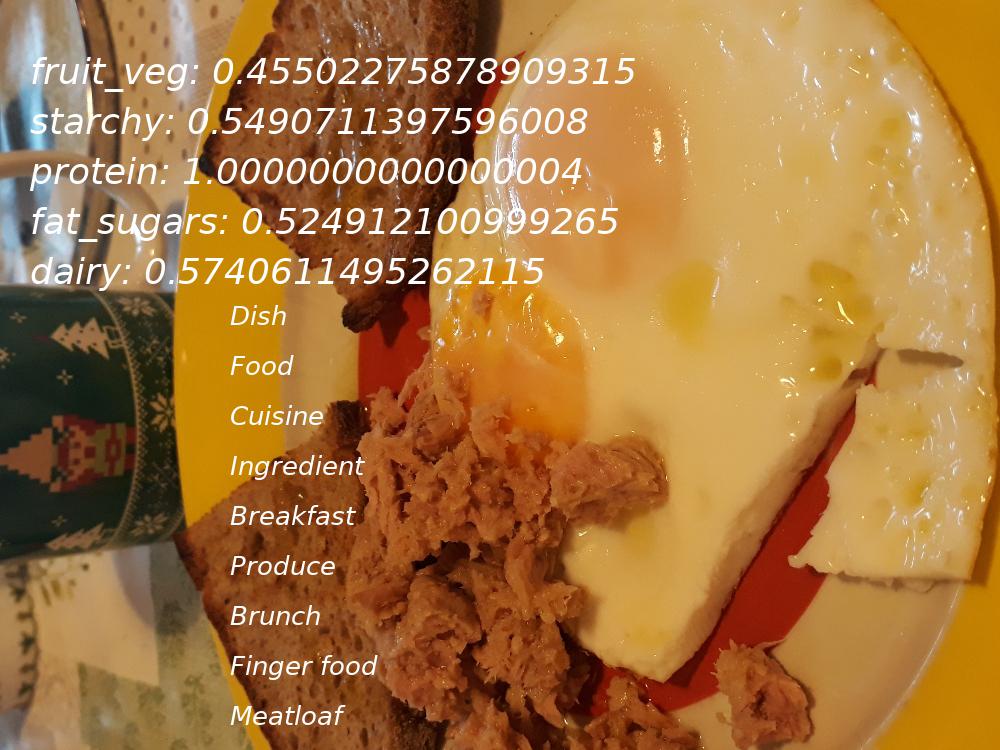 fruit_veg: 0.45502275878909315
starchy: 0.5490711397596008
protein: 1.0000000000000004
fat_sugars: 0.524912100999265
dairy: 0.5740611495262115
Dish
Food
Cuisine
Ingredient
Breakfast
Produce
Brunch
Finger food
Meatloaf